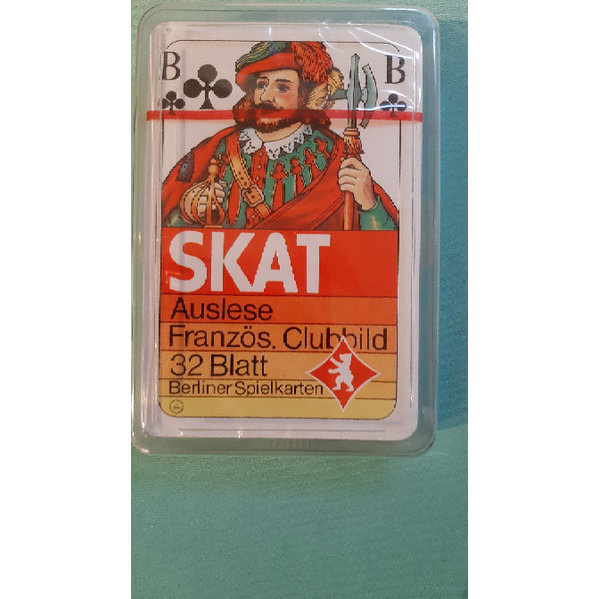 B B
SKAT
Auslese
Französ. Clubbild
32 Blatt
Berliner Spielkarten